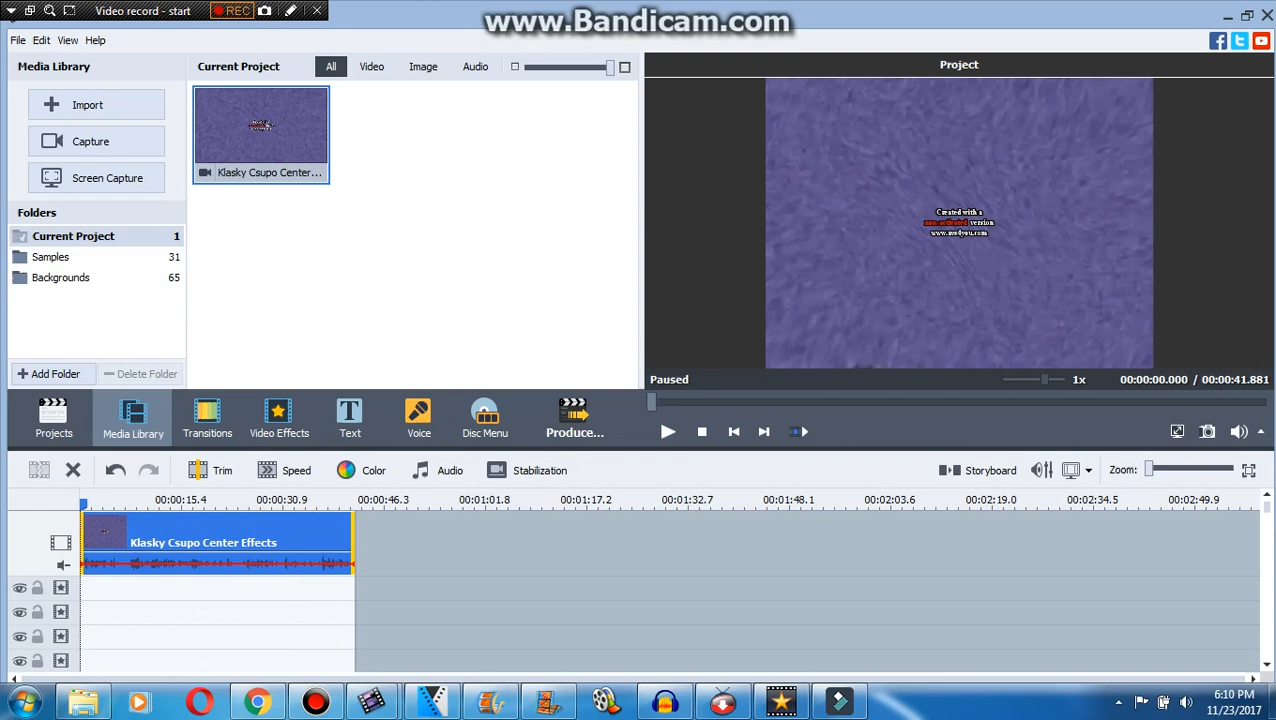 www.Bandicam.com
Video record - start
REC
File Edit View Help
Media Library
Import
Capture
Screen Capture
Folders
Current Project 1
Samples 31
Backgrounds 65
Add Folder
Delete Folder
Current Project
All
Video
Image
Audio
Klasky Csupo Center...
Project
Created with a
non-activated version
www.avs4you.com
Paused
1x
00:00:00.000 / 00:00:41.881
Projects
Media Library
Transitions
Video Effects
Text
Voice
Disc Menu
Produce...
Trim
Speed
Color
Audio
Stabilization
Storyboard
Zoom:
00:00:15.4 00:00:30.9 00:00:46.3 00:01:01.8 00:01:17.2 00:01:32.7 00:01:48.1 00:02:03.6 00:02:19.0 00:02:34.5 00:02:49.9
Klasky Csupo Center Effects
6:10 PM
11/23/2017